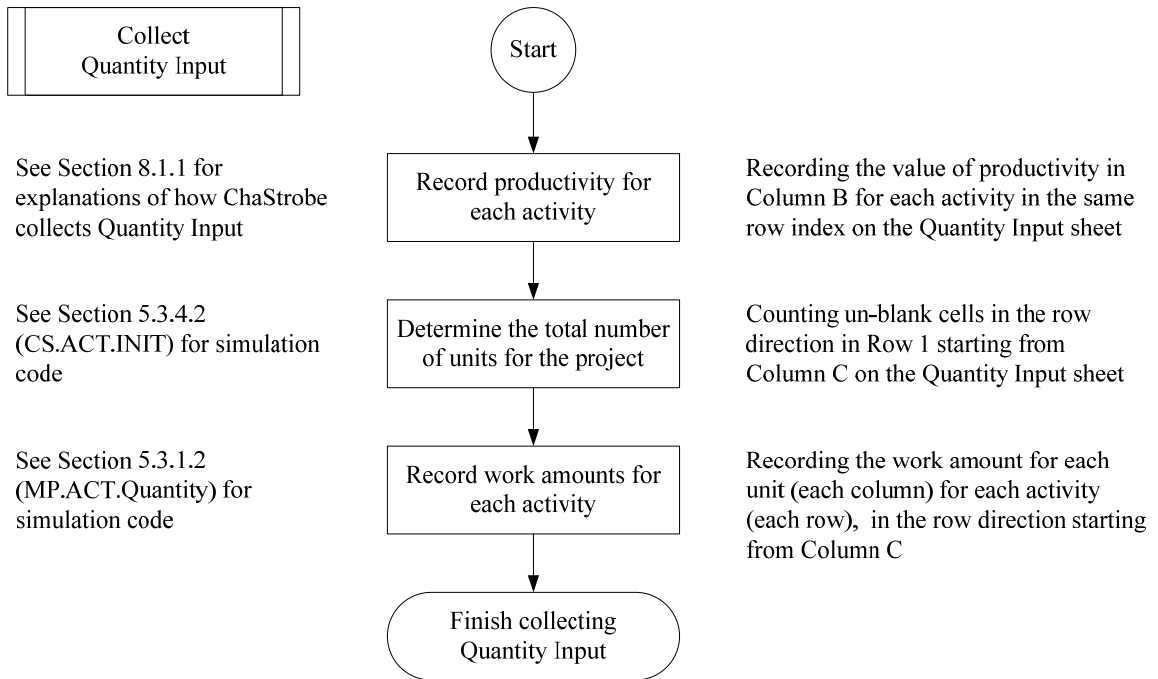 Collect
Quantity Input
Start
See Section 8.1.1 for
explanations of how ChaStrobe
collects Quantity Input
Record productivity for
each activity
Recording the value of productivity in
Column B for each activity in the same
row index on the Quantity Input sheet
See Section 5.3.4.2
(CS.ACT.INIT) for simulation
code
Determine the total number
of units for the project
Counting un-blank cells in the row
direction in Row 1 starting from
Column C on the Quantity Input sheet
See Section 5.3.1.2
(MP.ACT.Quantity) for
simulation code
Record work amounts for
each activity
Recording the work amount for each
unit (each column) for each activity
(each row),  in the row direction starting
from Column C
Finish collecting
Quantity Input